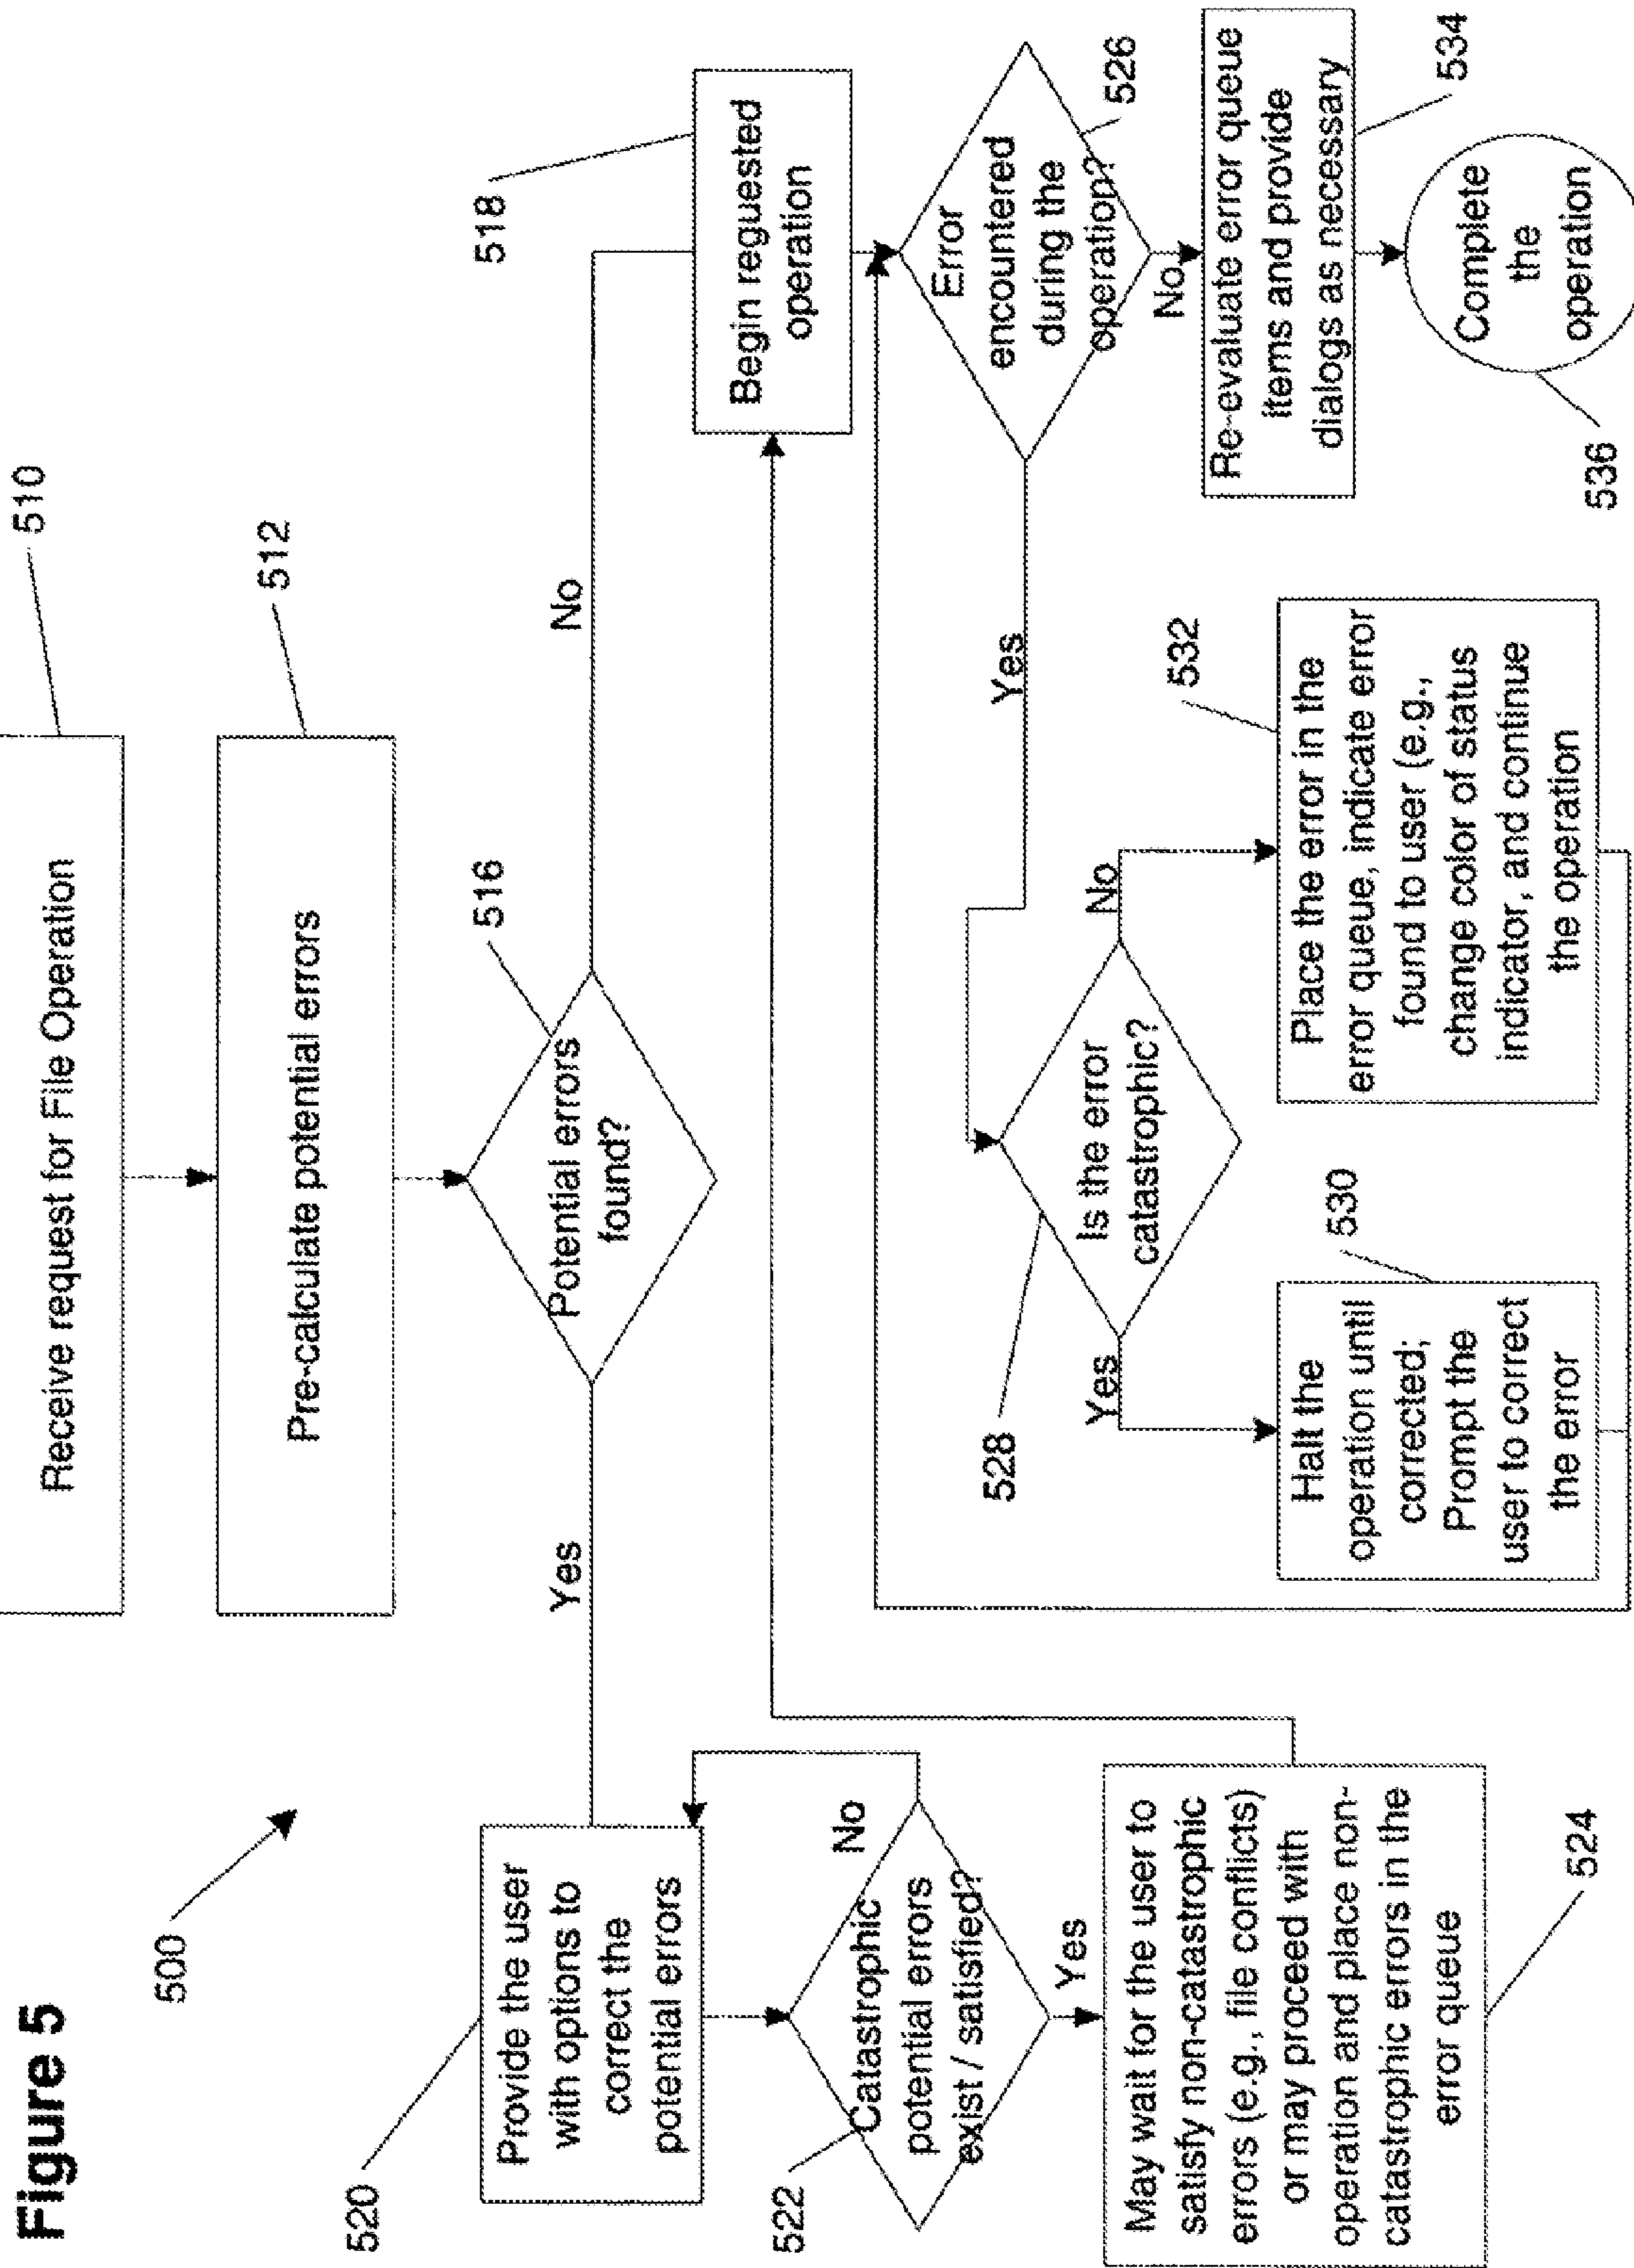 Figure 5
500
510
Receive request for File Operation
512
Pre-calculate potential errors
516
Potential errors
found?
Yes
No
520
Provide the user
with options to
correct the
potential errors
518
Begin reguested
operation
522
Catastrophic
potential errors
exist / satisfied?
No
Yes
May wait for the user to
satisfy non-catastrophic
errors (e.g., file conflicts)
or may proceed with
operation and place non-
catastrophic errors in the
error queue
524
Error
encountered
during the
operation?
526
Yes
No
528
Is the error
catastrophic?
Yes
No
530
Halt the
operation until
corrected;
Prompt the
user to correct
the error
532
Place the error in the
error queue, indicate error
found to user (e.g.,
change color of status
indicator, and continue
the operation
Re-evaluate error queue
items and provide
dialogs as necessary
534
Complete
the
operation
536